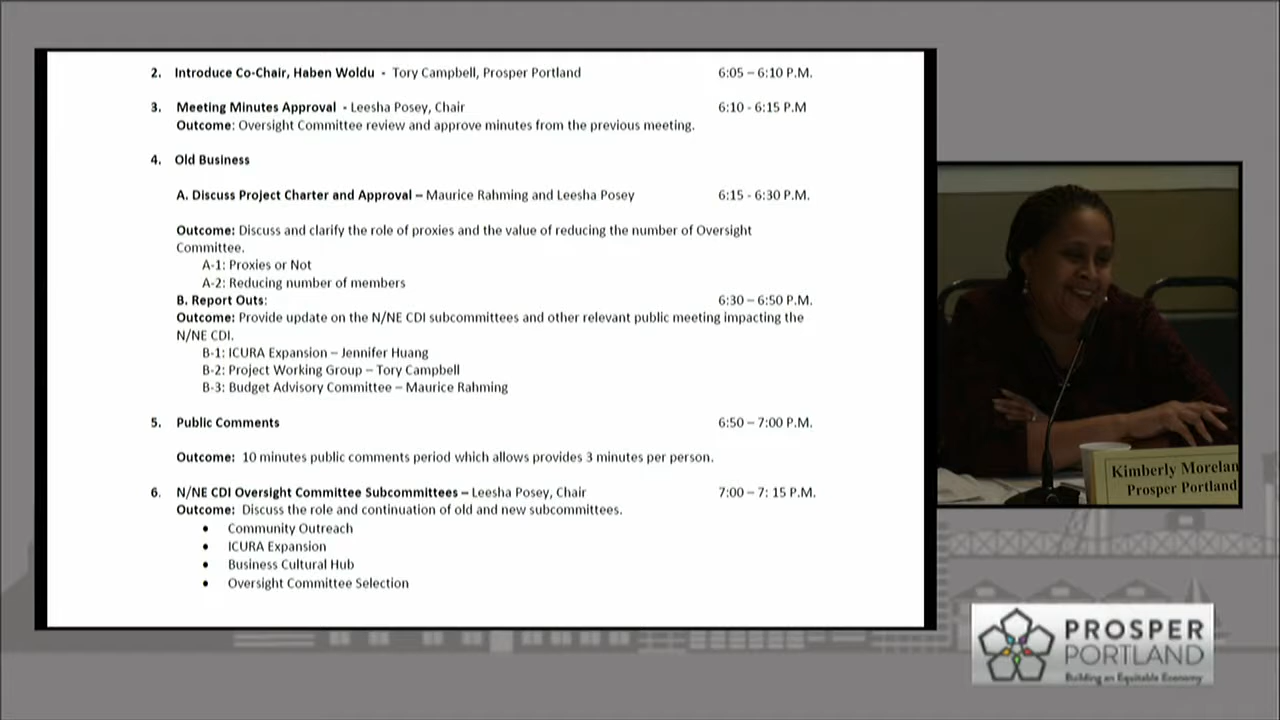 2. Introduce Co-Chair, Haben Woldu - Tory Campbell, Prosper Portland 6:05 – 6:10 P.M.
3. Meeting Minutes Approval - Leesha Posey, Chair 6:10 - 6:15 P.M
Outcome: Oversight Committee review and approve minutes from the previous meeting.
4. Old Business
A. Discuss Project Charter and Approval – Maurice Rahming and Leesha Posey 6:15 - 6:30 P.M.
Outcome: Discuss and clarify the role of proxies and the value of reducing the number of Oversight
Committee.
A-1: Proxies or Not
A-2: Reducing number of members
B. Report Outs: 6:30 – 6:50 P.M.
Outcome: Provide update on the N/NE CDI subcommittees and other relevant public meeting impacting the
N/NE CDI.
B-1: ICURA Expansion – Jennifer Huang
B-2: Project Working Group – Tory Campbell
B-3: Budget Advisory Committee – Maurice Rahming
5. Public Comments 6:50 – 7:00 P.M.
Outcome: 10 minutes public comments period which allows provides 3 minutes per person.
6. N/NE CDI Oversight Committee Subcommittees – Leesha Posey, Chair 7:00 – 7: 15 P.M.
Outcome: Discuss the role and continuation of old and new subcommittees.
• Community Outreach
• ICURA Expansion
• Business Cultural Hub
• Oversight Committee Selection
Kimberly Morelan
Prosper Portland
PROSPER
PORTLAND
Building an Equitable Economy